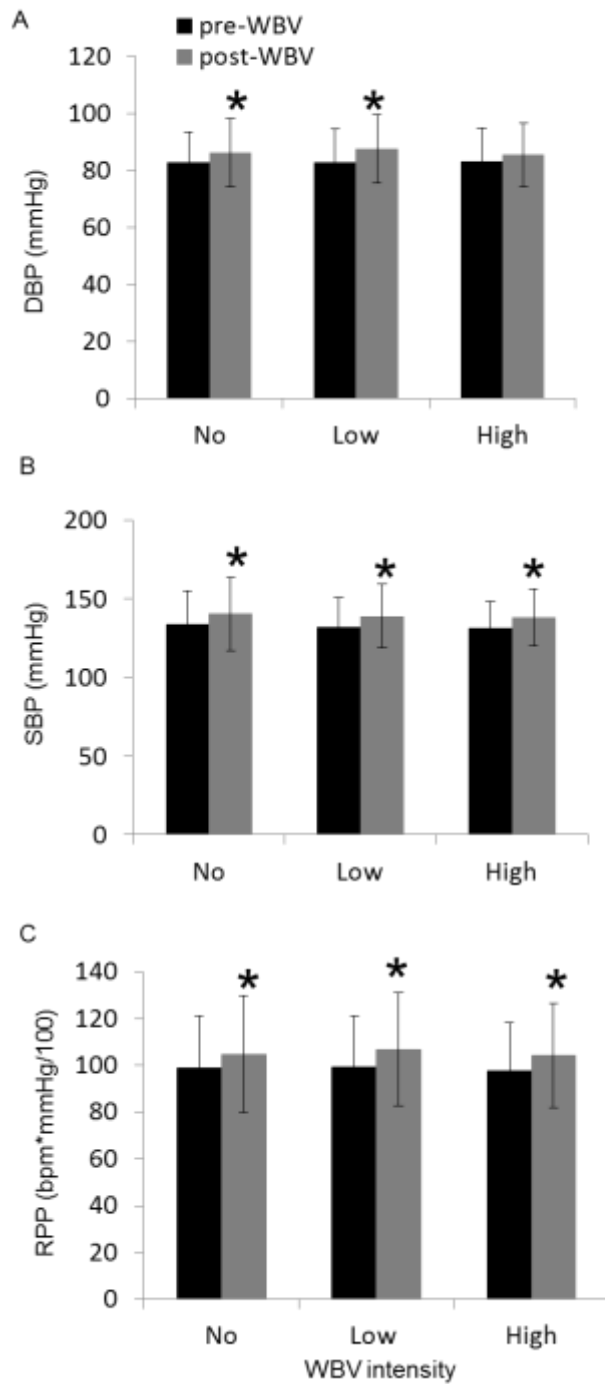 A
pre-WBV
post-WBV
120
100
80
60
40
20
0
DBP (mmHg)
* *
No Low High
B
200
150
100
50
0
SBP (mmHg)
* * *
No Low High
C
140
120
100
80
60
40
20
0
RPP (bpm*mmHg/100)
* * *
No Low High
WBV intensity